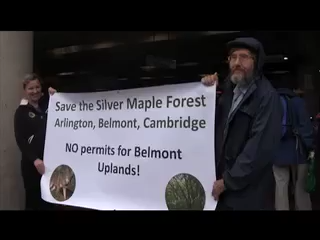 Save the Silver Maple Forest
Arlington, Belmont, Cambridge
NO permits for Belmont
Uplands!